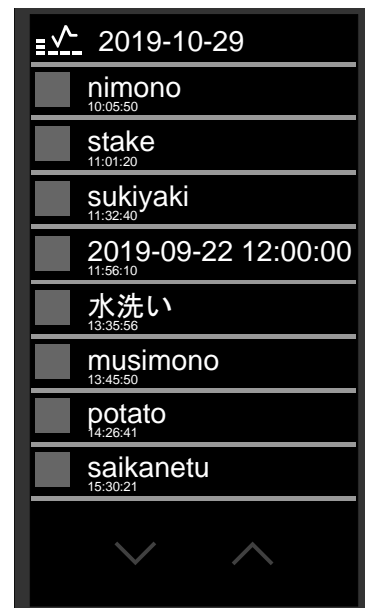 2019-10-29
nimono
10:05:50
stake
11:01:20
sukiyaki
11:32:40
2019-09-22 12:00:00
11:56:10
水洗い
13:35:56
musimono
13:45:50
potato
14:26:41
saikanetu
15:30:21